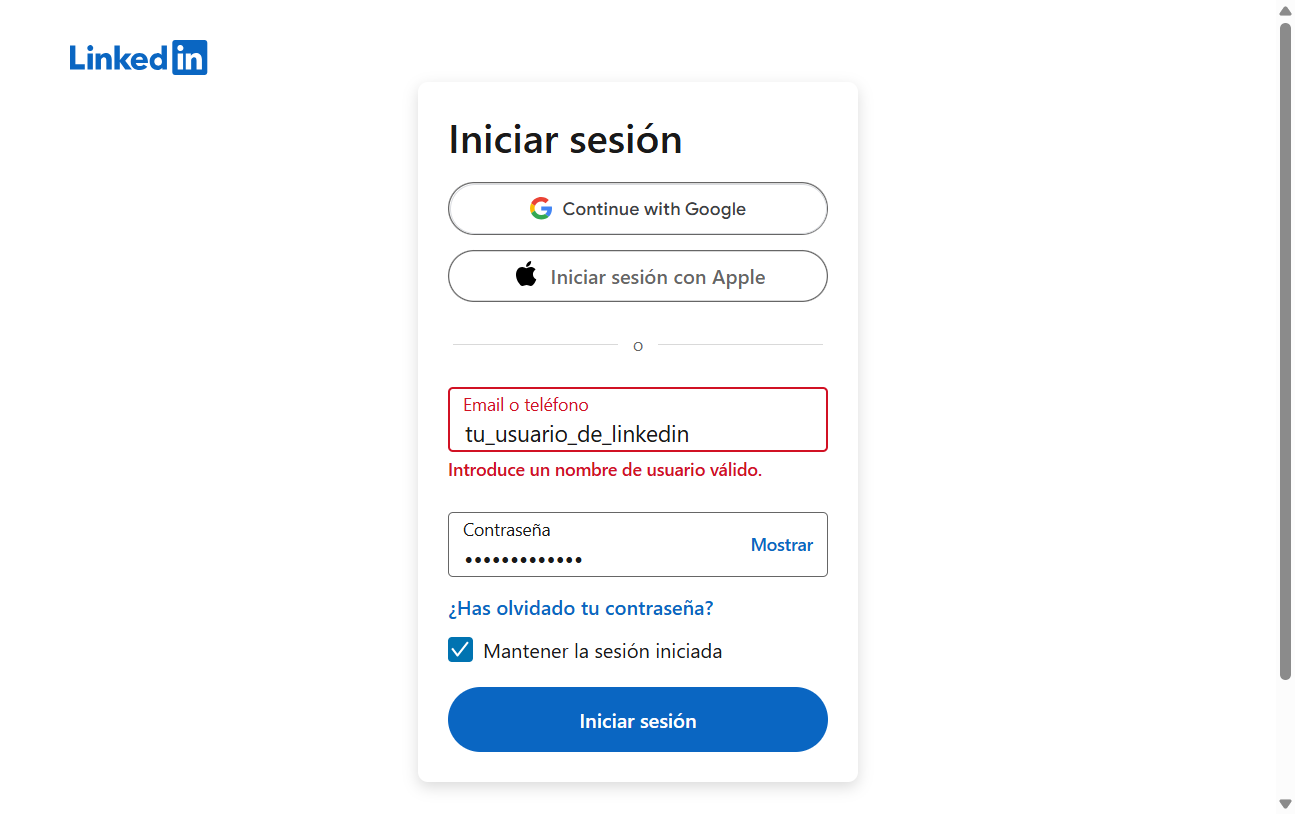 Linkedin
Iniciar sesión
Continue with Google
Iniciar sesión con Apple
o
Email o teléfono
tu_usuario_de_linkedin
Introduce un nombre de usuario válido.
Contraseña
•••••••••••••
Mostrar
¿Has olvidado tu contraseña?
Mantener la sesión iniciada
Iniciar sesión